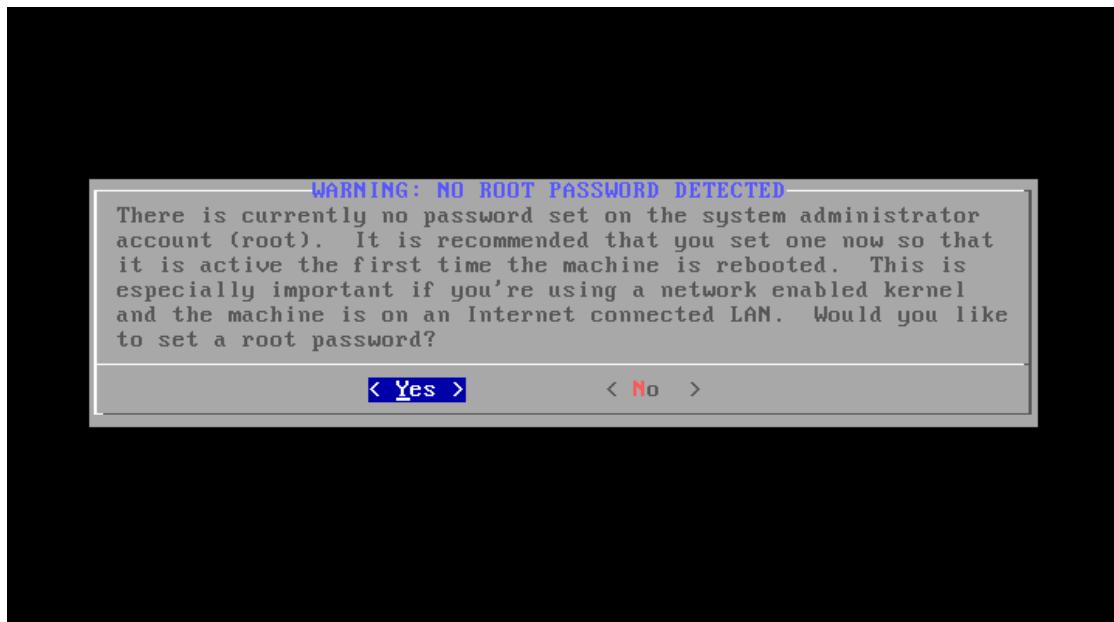 WARNING: NO ROOT PASSWORD DETECTED
There is currently no password set on the system administrator
account (root).  It is recommended that you set one now so that
it is active the first time the machine is rebooted.  This is
especially important if you're using a network enabled kernel
and the machine is on an Internet connected LAN.  Would you like
to set a root password?
< Yes > < No >